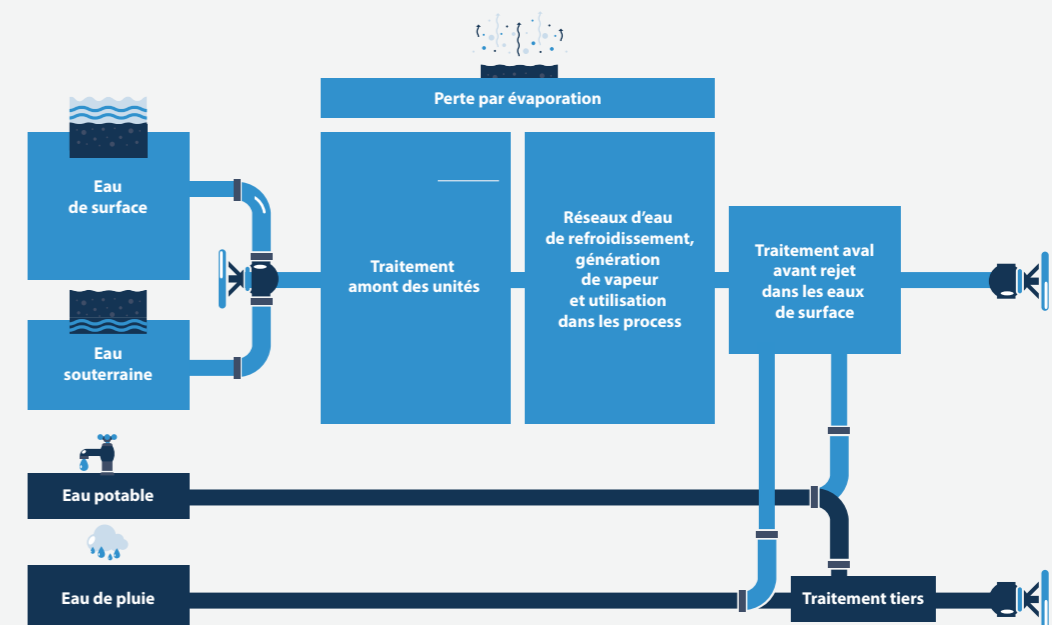 Perte par évaporation
Eau
de surface
Traitement
amont des unités
Réseaux d'eau
de refroidissement,
génération
de vapeur
et utilisation
dans les process
Traitement aval
avant rejet
dans les eaux
de surface
Eau
souterraine
Eau potable
Eau de pluie
Traitement tiers